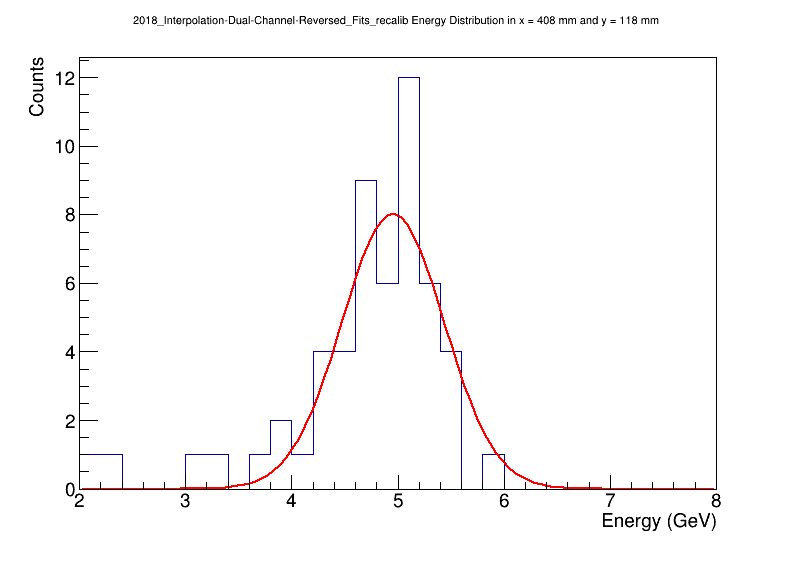 2018_Interpolation-Dual-Channel-Reversed_Fits_recalib Energy Distribution in x = 408 mm and y = 118 mm
Counts
12
10
8
6
4
2
0
2 3 4 5 6 7 8
Energy (GeV)